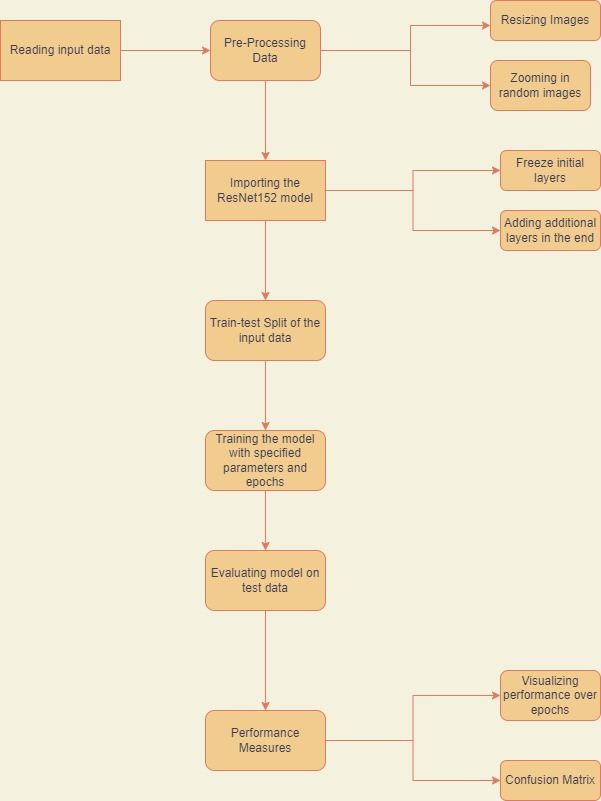 Reading input data
Pre-Processing
Data
Resizing Images
Zooming in
random images
Importing the
ResNet152 model
Freeze initial
layers
Adding additional
layers in the end
Train-test Split of the
input data
Training the model
with specified
parameters and
epochs
Evaluating model on
test data
Performance
Measures
Visualizing
performance over
epochs
Confusion Matrix